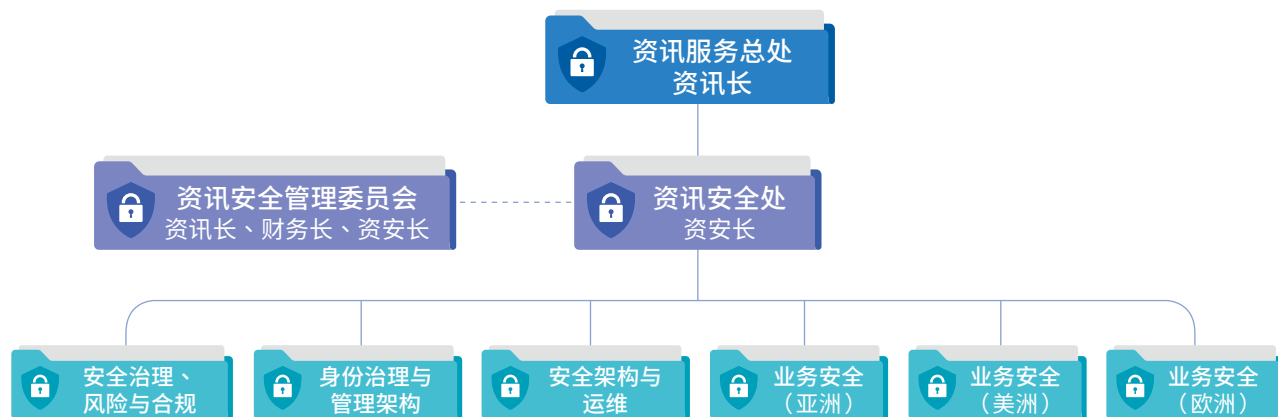 资讯服务总处
资讯长
资讯安全管理委员会
资讯长、财务长、资安长
资讯安全处
资安长
安全治理、
风险与合规
身份治理与
管理架构
安全架构与
运维
业务安全
（亚洲）
业务安全
（美洲）
业务安全
（欧洲）